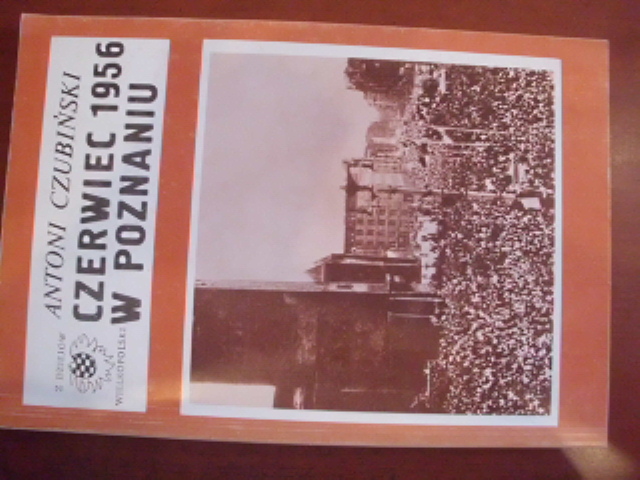 ANTONI CZUBIŃSKI
CZERWIEC 1956
W POZNANIU
Z DZIEJÓW
WIELKOPOLSKI